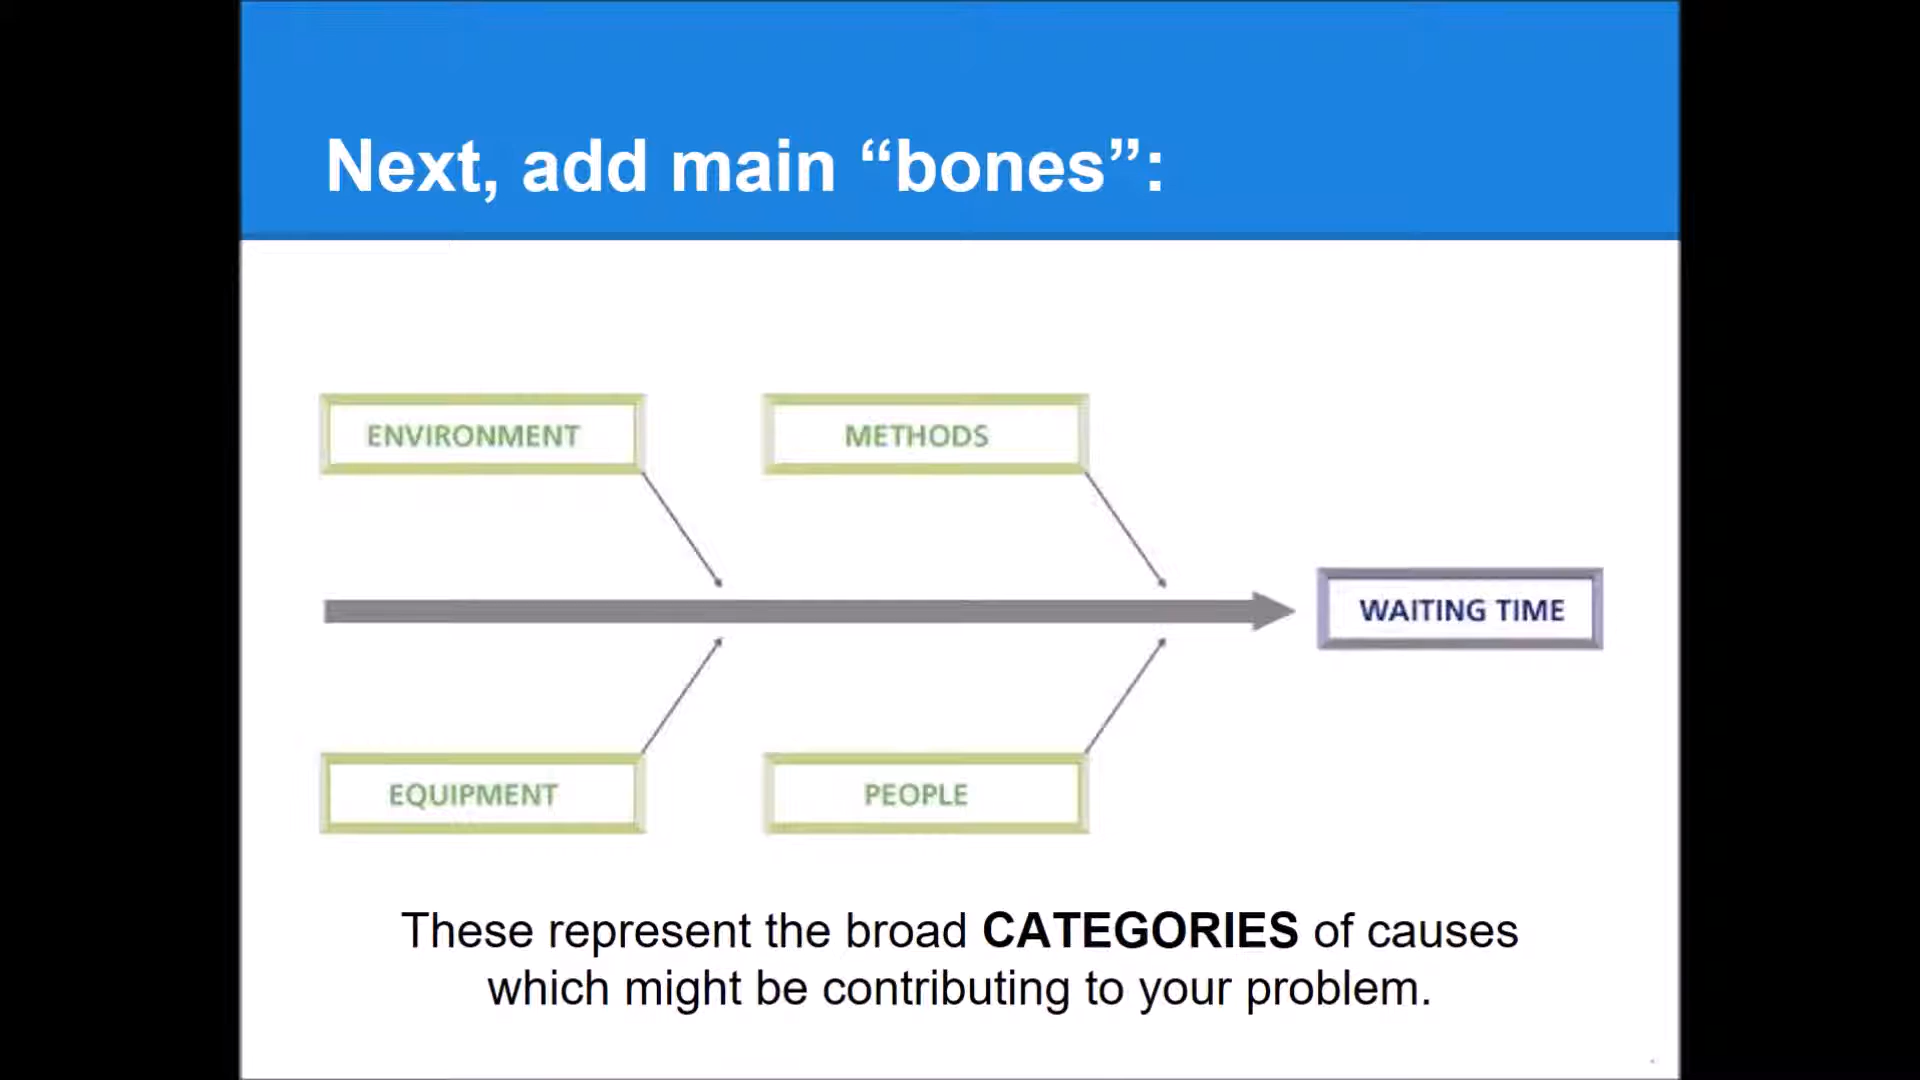 Next, add main “bones”:
ENVIRONMENT
METHODS
WAITING TIME
EQUIPMENT
PEOPLE
These represent the broad CATEGORIES of causes
which might be contributing to your problem.